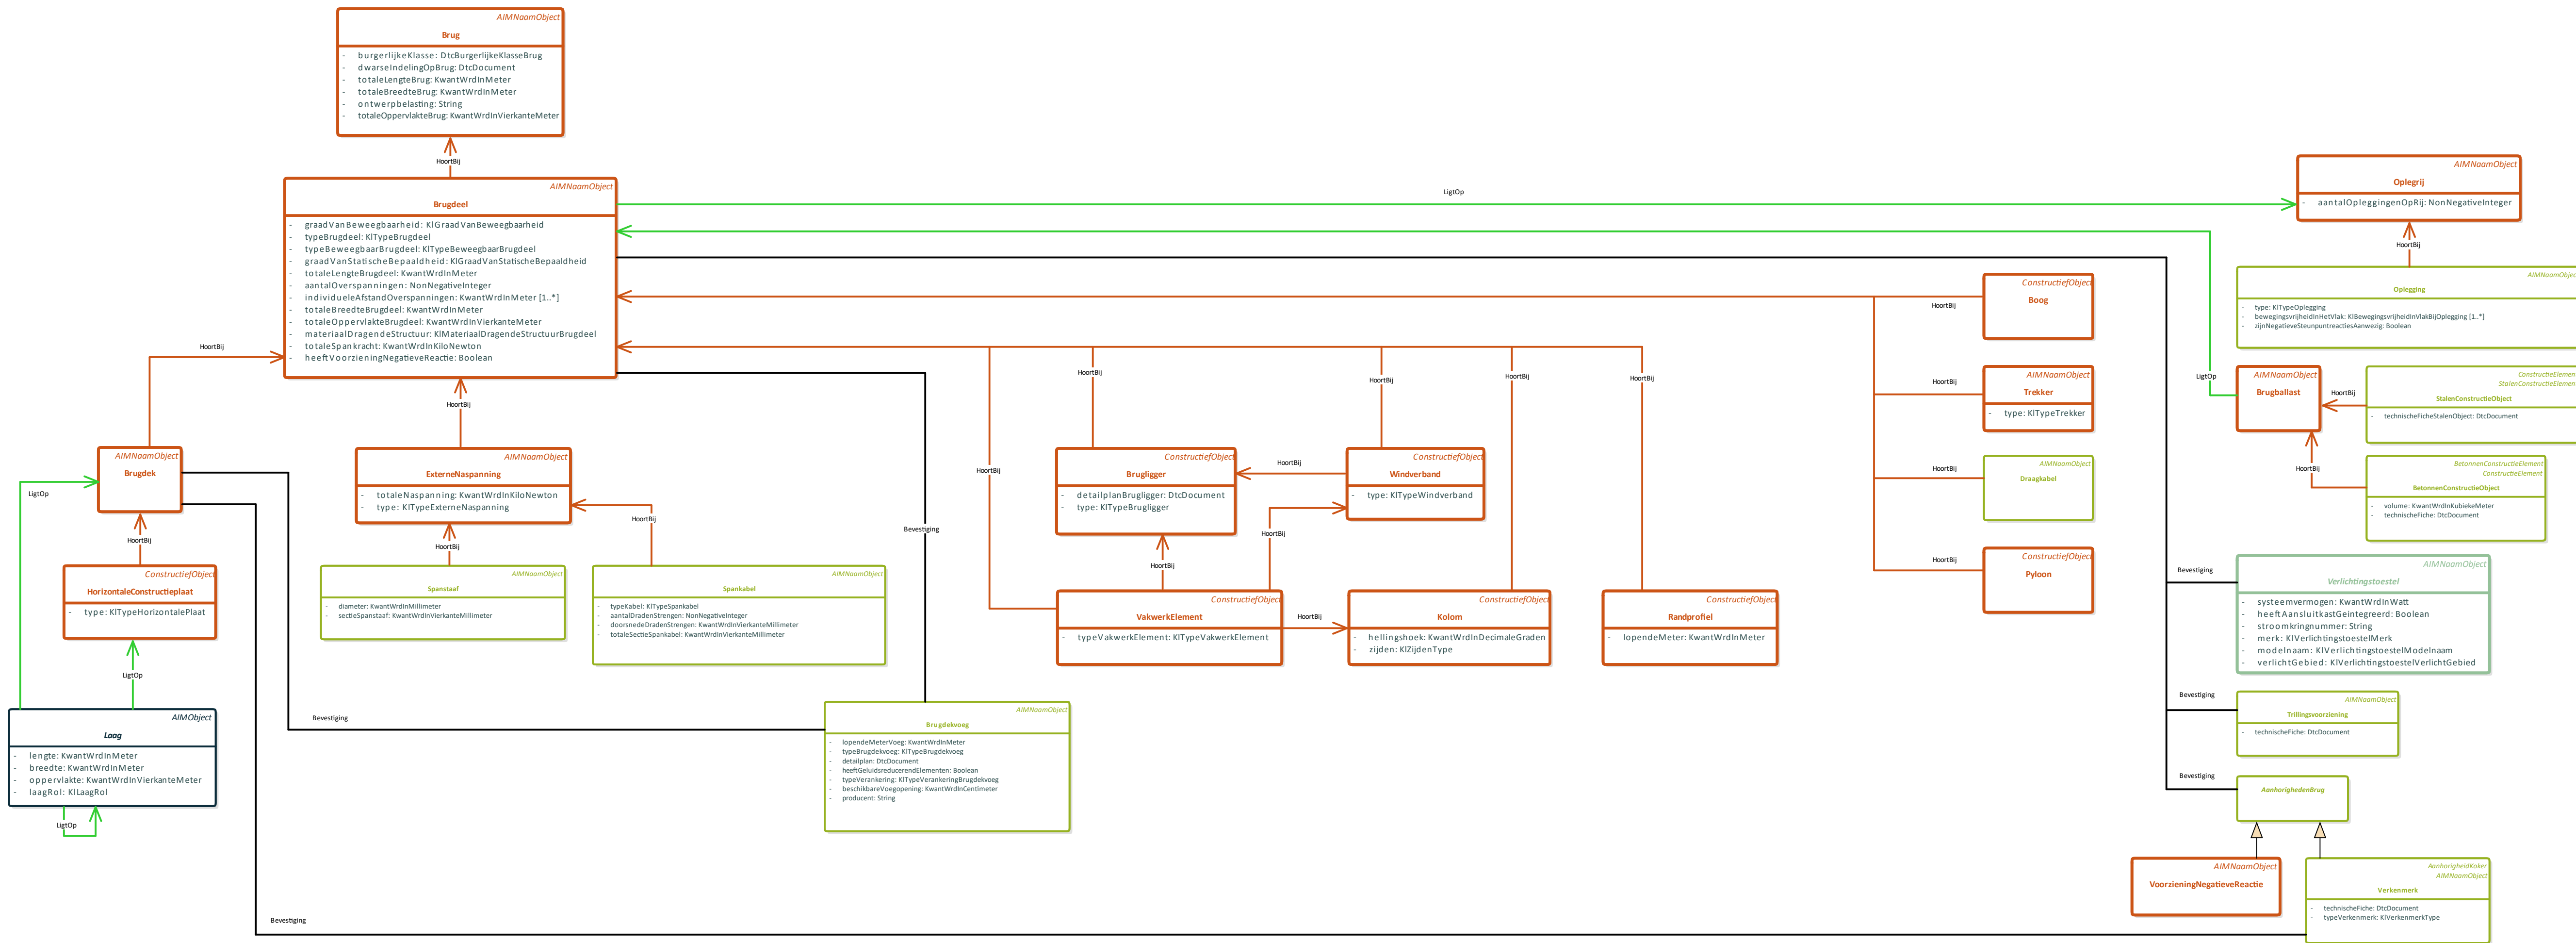 AIMNaamObject
Brug
- burgerlijkeKlasse: DtcBurgerlijkeKlasseBrug
- dwarseIndelingOpBrug: DtcDocument
- totaleLengteBrug: KwantWrdInMeter
- totaleBreedteBrug: KwantWrdInMeter
- ontwerpbelasting: String
- totaleOppervlakteBrug: KwantWrdInVierkanteMeter
HoortBij
AIMNaamObject
Brugdeel
- graadVanBeweegbaarheid: KlGraadVanBeweegbaarheid
- typeBrugdeel: KlTypeBrugdeel
- typeBeweegbaarBrugdeel: KlTypeBeweegbaarBrugdeel
- graadVanStatischeBepaaldheid: KlGraadVanStatischeBepaaldheid
- totaleLengteBrugdeel: KwantWrdInMeter
- aantalOverspanningen: NonNegativeInteger
- individueleAfstandOverspanningen: KwantWrdInMeter [1..*]
- totaleBreedteBrugdeel: KwantWrdInMeter
- totaleOppervlakteBrugdeel: KwantWrdInVierkanteMeter
- materiaalDragendeStructuur: KlMateriaalDragendeStructuurBrugdeel
- totaleSpankracht: KwantWrdInKiloNewton
- heeftVoorzieningNegatieveReactie: Boolean
LigtOp
AIMNaamObject
Oplegrij
- aantalOpleggingenOpRij: NonNegativeInteger
HoortBij
AIMNaamObjec
Oplegging
- type: KlTypeOplegging
- bewegingsvrijheidInHetVlak: KlBewegingsvrijheidInVlakBijOplegging [1..*]
- zijnNegatieveSteunpuntreactiesAanwezig: Boolean
ConstructiefObject
Boog
HoortBij
AIMNaamObject
Trekker
- type: KlTypeTrekker
HoortBij
AIMNaamObject
Draagkabel
HoortBij
ConstructiefObject
Pyloon
HoortBij
LigtOp
AIMNaamObject
Brugballast
HoortBij
ConstructieElemen
StalenConstructieElemen
StalenConstructieObject
- technischeFicheStalenObject: DtcDocument
HoortBij
BetonnenConstructieElement
ConstructieElement
BetonnenConstructieObject
- volume: KwantWrdInKubiekeMeter
- technischeFiche: DtcDocument
HoortBij
AIMNaamObject
Brugdek
LigtOp
HoortBij
ConstructiefObject
HorizontaleConstructieplaat
- type: KlTypeHorizontalePlaat
LigtOp
AIMObject
Laag
- lengte: KwantWrdInMeter
- breedte: KwantWrdInMeter
- oppervlakte: KwantWrdInVierkanteMeter
- laagRol: KlLaagRol
LigtOp
HoortBij
AIMNaamObject
ExterneNaspanning
- totaleNaspanning: KwantWrdInKiloNewton
- type: KlTypeExterneNaspanning
HoortBij
HoortBij
AIMNaamObject
Spanstaaf
- diameter: KwantWrdInMillimeter
- sectieSpanstaaf: KwantWrdInVierkanteMillimeter
AIMNaamObject
Spankabel
- typeKabel: KlTypeSpankabel
- aantalDradenStrengen: NonNegativeInteger
- doorsnedeDradenStrengen: KwantWrdInVierkanteMillimeter
- totaleSectieSpankabel: KwantWrdInVierkanteMillimeter
Bevestiging
Bevestiging
AIMNaamObject
Brugdekvoeg
- lopendeMeterVoeg: KwantWrdInMeter
- typeBrugdekvoeg: KlTypeBrugdekvoeg
- detailplan: DtcDocument
- heeftGeluidsreducerendElementen: Boolean
- typeVerankering: KlTypeVerankeringBrugdekvoeg
- beschikbareVoegopening: KwantWrdInCentimeter
- producent: String
HoortBij
HoortBij
HoortBij
HoortBij
HoortBij
ConstructiefObject
Brugligger
- detailplanBrugligger: DtcDocument
- type: KlTypeBrugligger
HoortBij
ConstructiefObject
Windverband
- type: KlTypeWindverband
HoortBij
HoortBij
ConstructiefObject
VakwerkElement
- typeVakwerkElement: KlTypeVakwerkElement
HoortBij
ConstructiefObject
Kolom
- hellingshoek: KwantWrdInDecimaleGraden
- zijden: KlZijdenType
ConstructiefObject
Randprofiel
- lopendeMeter: KwantWrdInMeter
Bevestiging
AIMNaamObject
Verlichtingstoestel
- systeemvermogen: KwantWrdInWatt
- heeftAansluitkastGeintegreerd: Boolean
- stroomkringnummer: String
- merk: KlVerlichtingstoestelMerk
- modelnaam: KlVerlichtingstoestelModelnaam
- verlichtGebied: KlVerlichtingstoestelVerlichtGebied
Bevestiging
AIMNaamObject
Trillingsvoorziening
- technischeFiche: DtcDocument
Bevestiging
AanhorighedenBrug
AIMNaamObject
VoorzieningNegatieveReactie
AanhorigheidKoker
AIMNaamObject
Verkenmerk
- technischeFiche: DtcDocument
- typeVerkenmerk: KlVerkenmerkType
Bevestiging